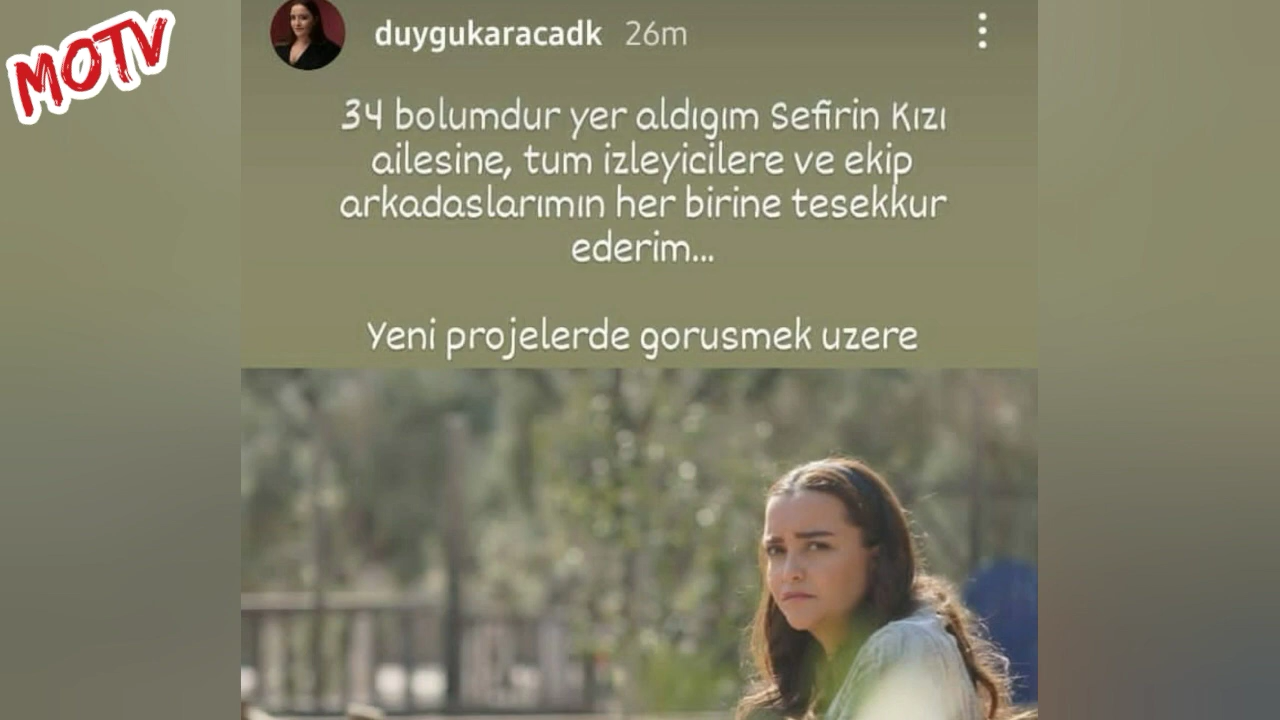 MOTV
duygukaracadk 26m
34 bolumdur yer aldıgım Sefirin Kızı
ailesine, tum izleyicilere ve ekip
arkadaslarımın her birine tesekkur
ederim...
Yeni projelerde gorusmek uzere